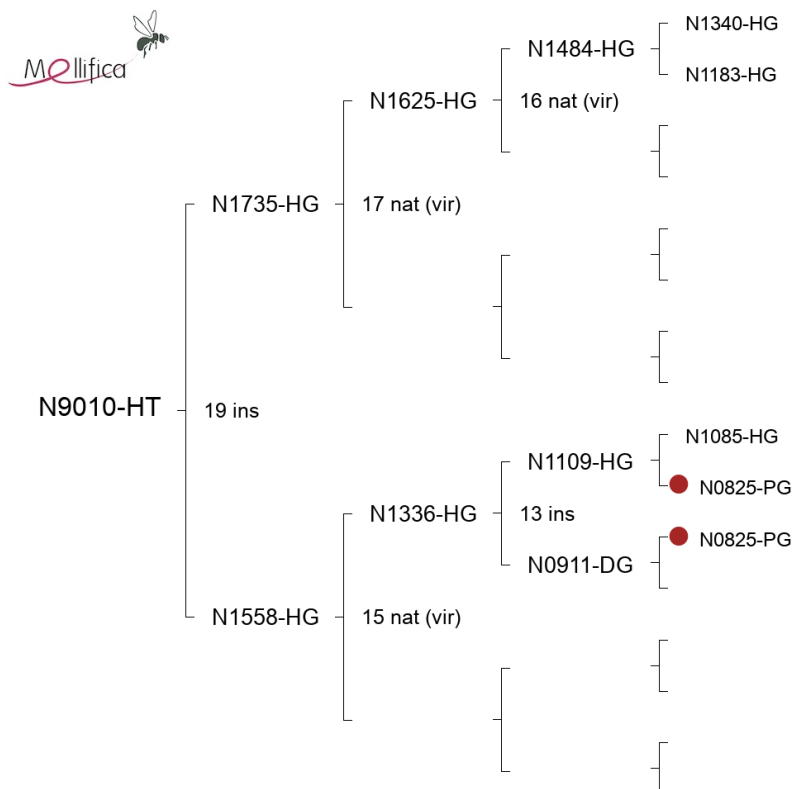 Mellifica
N1340-HG
N1484-HG
N1183-HG
N1625-HG
16 nat (vir)
N1735-HG
17 nat (vir)
N9010-HT
19 ins
N1085-HG
N1109-HG
N0825-PG
N1336-HG
13 ins
N0825-PG
N0911-DG
N1558-HG
15 nat (vir)